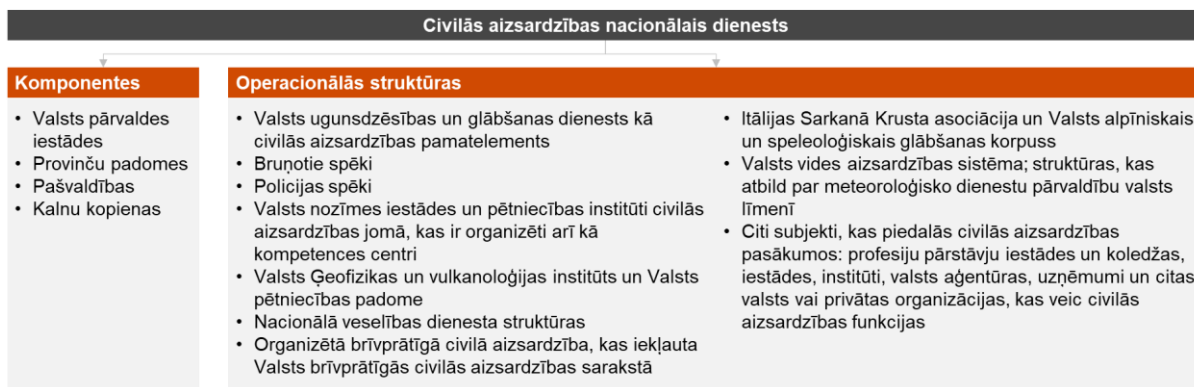 Civilās aizsardzības nacionālais dienests
Komponentes
• Valsts pārvaldes
iestādes
• Provinču padomes
• Pašvaldības
• Kalnu kopienas
Operacionālās struktūras
• Valsts ugunsdzēsības un glābšanas dienests kā
civilās aizsardzības pamatelements
• Bruņotie spēki
• Policijas spēki
• Valsts nozīmes iestādes un pētniecības institūti civilās
aizsardzības jomā, kas ir organizēti arī kā
kompetences centri
• Valsts Ģeofizikas un vulkanoloģijas institūts un Valsts
pētniecības padome
• Nacionālā veselības dienesta struktūras
• Organizētā brīvprātīgā civilā aizsardzība, kas iekļauta
Valsts brīvprātīgās civilās aizsardzības sarakstā
• Itālijas Sarkanā Krusta asociācija un Valsts alpīniskais
un speleoloģiskais glābšanas korpuss
• Valsts vides aizsardzības sistēma; struktūras, kas
atbild par meteoroloģisko dienestu pārvaldību valsts
līmenī
• Citi subjekti, kas piedalās civilās aizsardzības
pasākumos: profesiju pārstāvju iestādes un koledžas,
iestādes, institūti, valsts aģentūras, uzņēmumi un citas
valsts vai privātas organizācijas, kas veic civilās
aizsardzības funkcijas